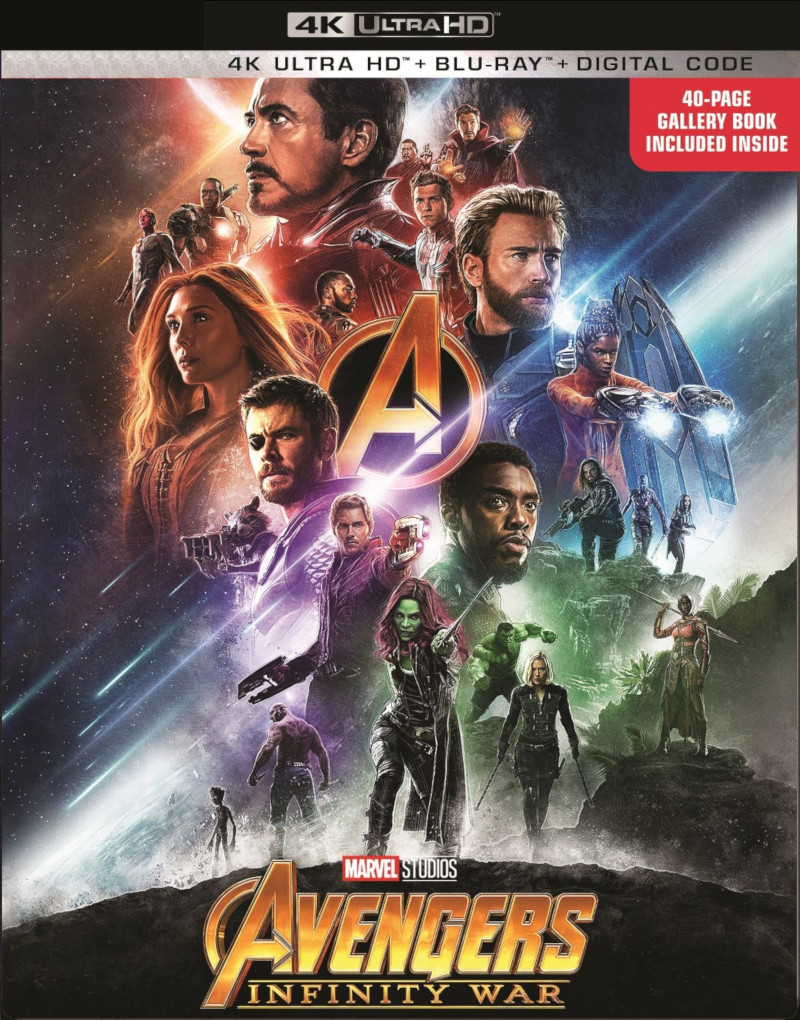 4K ULTRA HD™
4K ULTRA HD™ + BLU-RAY™ + DIGITAL CODE
40-PAGE
GALLERY BOOK
INCLUDED INSIDE
A
MARVEL STUDIOS
AVENGERS
INFINITY WAR